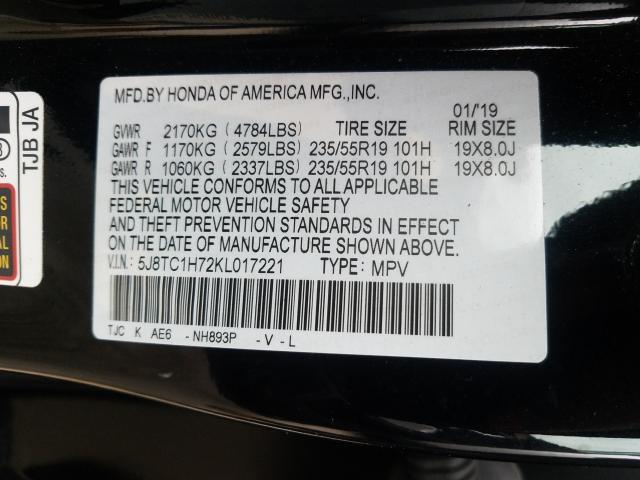 MFD.BY HONDA OF AMERICA MFG.,INC.
01/'19
GVWR 2170KG (4784LBS) TIRE SIZE RIM SIZE
GAWR F 1170KG (2579LBS) 235/55R19 101H 19X8.0J
GAWR R 1060KG (2337LBS) 235/55R19 101H 19X8.0J
THIS VEHICLE CONFORMS TO ALL APPLICABLE
FEDERAL MOTOR VEHICLE SAFETY
AND THEFT PREVENTION STANDARDS IN EFFECT
ON THE DATE OF MANUFACTURE SHOWN ABOVE.
V.I.N: 5J8TC1H72KL017221 TYPE: MPV
TJC K AE6 -NH893P -V-L
TJB JA